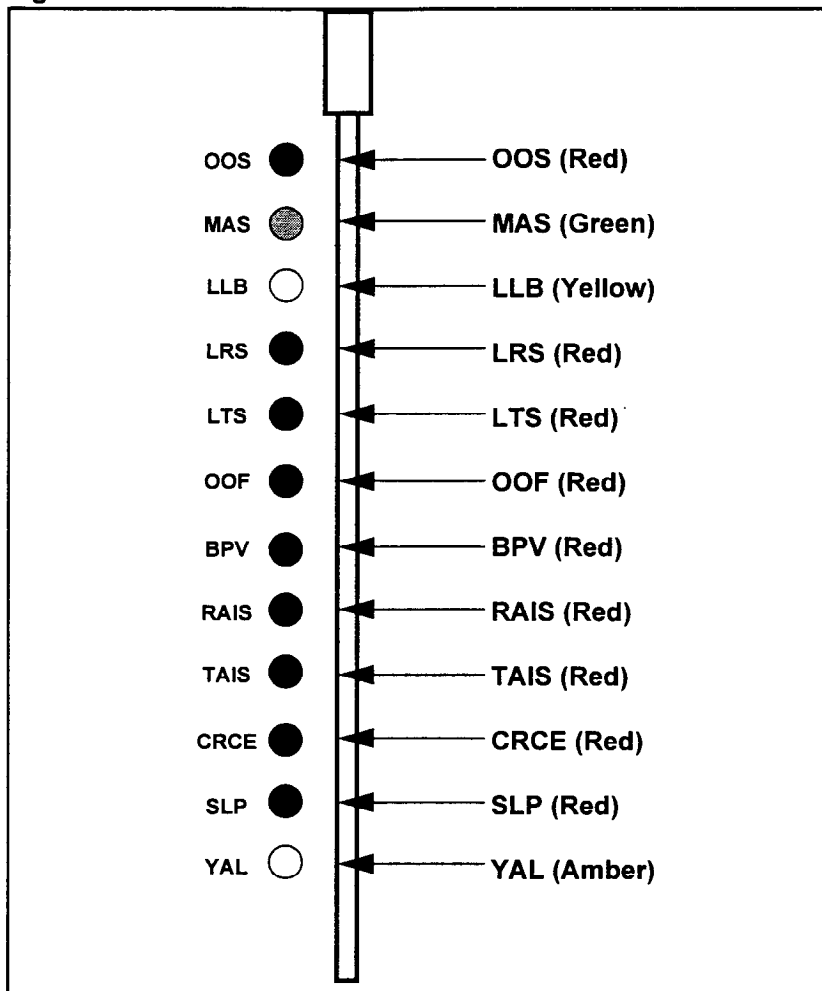 OOS OOS (Red)
MAS MAS (Green)
LLB LLB (Yellow)
LRS LRS (Red)
LTS LTS (Red)
OOF OOF (Red)
BPV BPV (Red)
RAIS RAIS (Red)
TAIS TAIS (Red)
CRCE CRCE (Red)
SLP SLP (Red)
YAL YAL (Amber)